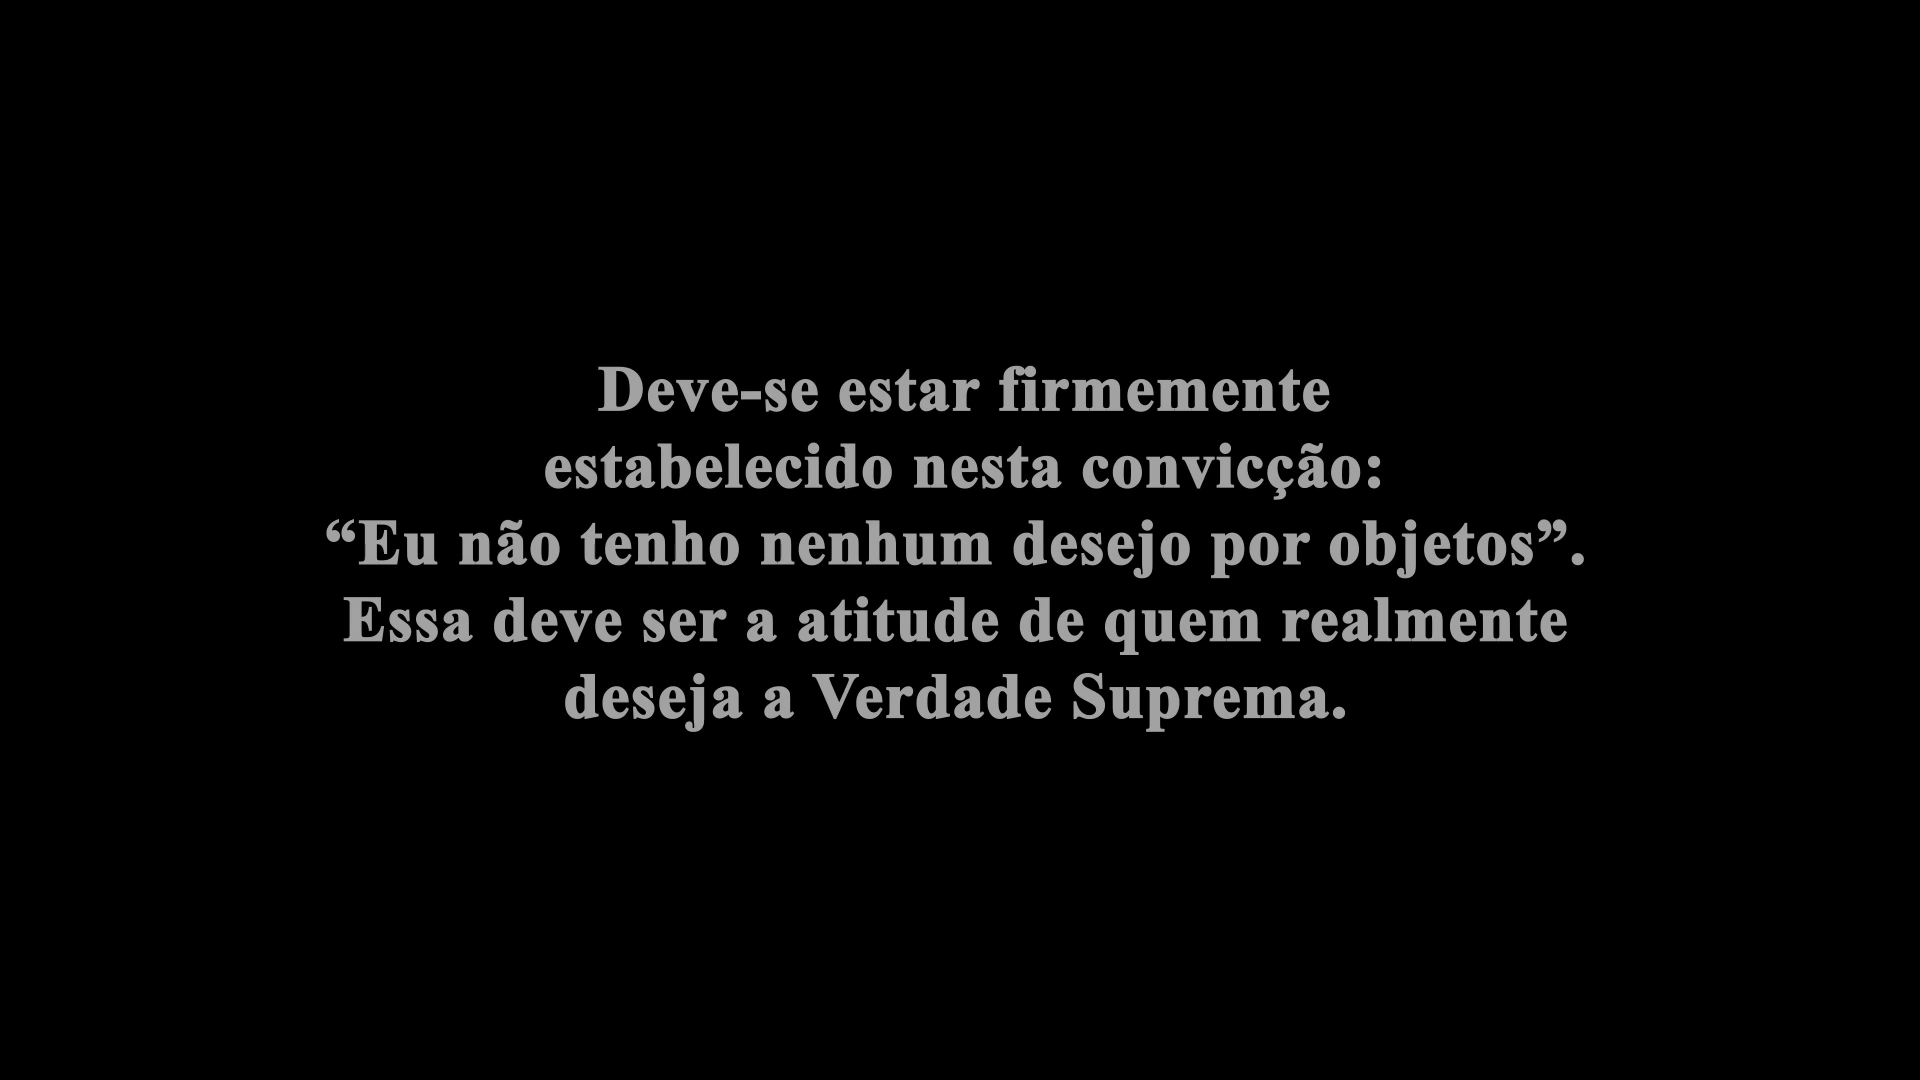 Deve-se estar firmemente
estabelecido nesta convicção:
“Eu não tenho nenhum desejo por objetos”.
Essa deve ser a atitude de quem realmente
deseja a Verdade Suprema.